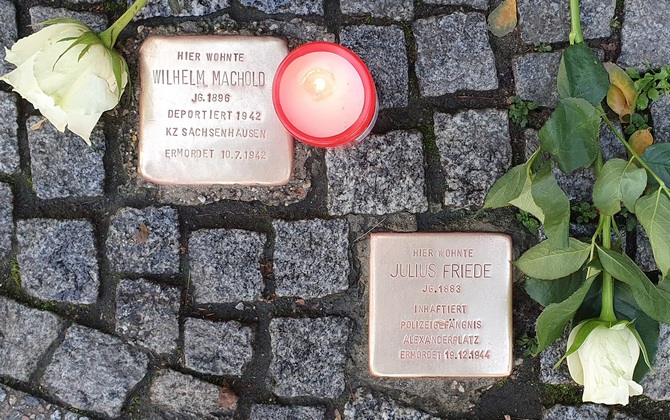 HIER WOHNTE
WILHELM MACHOLD
JG. 1896
DEPORTIERT 1942
KZ SACHSENHAUSEN
ERMORDET 10.7.1942
HIER WOHNTE
JULIUS FRIEDE
JG. 1883
INHAFTIERT
POLIZEIGEFÄNGNIS
ALEXANDERPLATZ
ERMORDET 19.12.1944